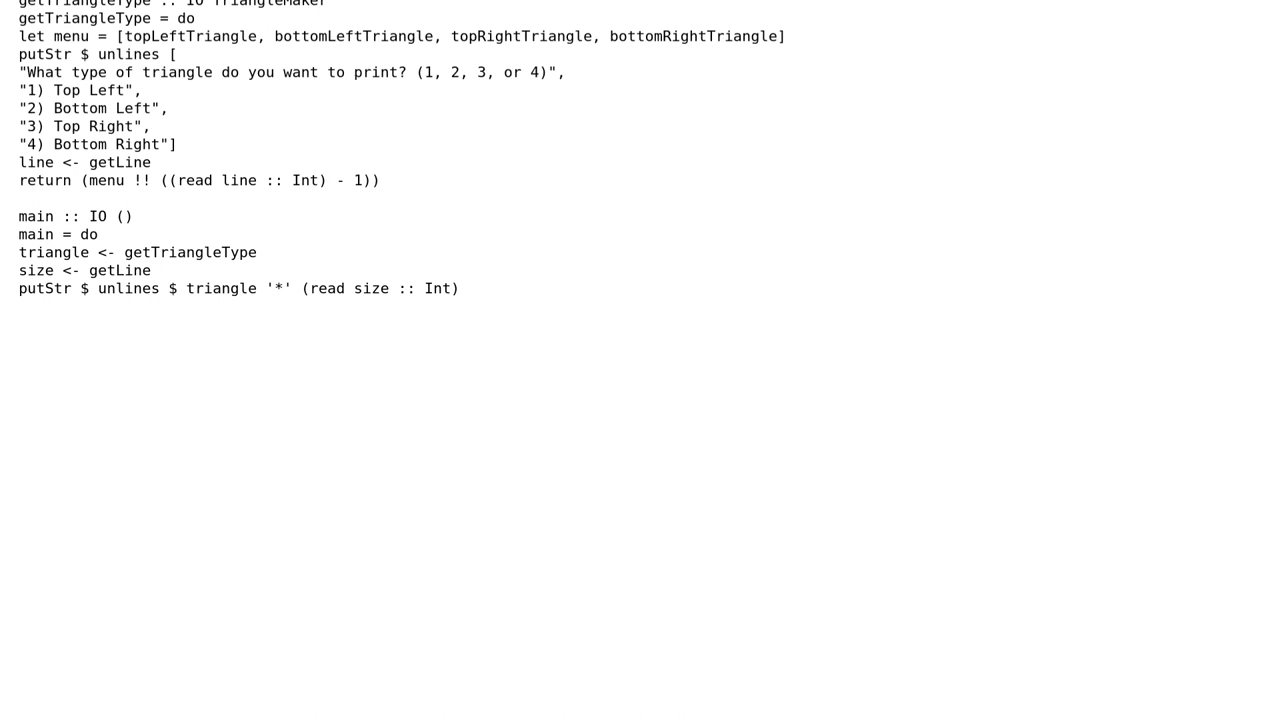 getTriangleType :: IO TriangleMaker
getTriangleType = do
let menu = [topLeftTriangle, bottomLeftTriangle, topRightTriangle, bottomRightTriangle]
putStr $ unlines [
"What type of triangle do you want to print? (1, 2, 3, or 4)",
"1) Top Left",
"2) Bottom Left",
"3) Top Right",
"4) Bottom Right"]
line <- getLine
return (menu !! ((read line :: Int) - 1))

main :: IO ()
main = do
triangle <- getTriangleType
size <- getLine
putStr $ unlines $ triangle '*' (read size :: Int)